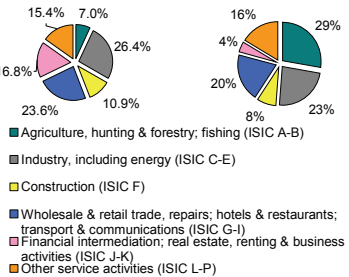 15.4%
7.0%
16%
29%
4%
26.4%
16.8%
20%
23.6%
10.9%
23%
8%
Agriculture, hunting & forestry; fishing (ISIC A-B)
Industry, including energy (ISIC C-E)
Construction (ISIC F)
Wholesale & retail trade, repairs; hotels & restaurants;
transport & communications (ISIC G-I)
Financial intermediation; real estate, renting & business
activities (ISIC J-K)
Other service activities (ISIC L-P)